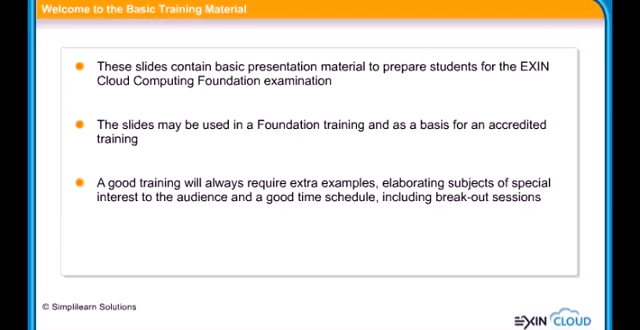 Welcome to the Basic Training Material
These slides contain basic presentation material to prepare students for the EXIN
Cloud Computing Foundation examination
The slides may be used in a Foundation training and as a basis for an accredited
training
A good training will always require extra examples, elaborating subjects of special
interest to the audience and a good time schedule, including break-out sessions
© Simplilearn Solutions
EXIN CLOUD